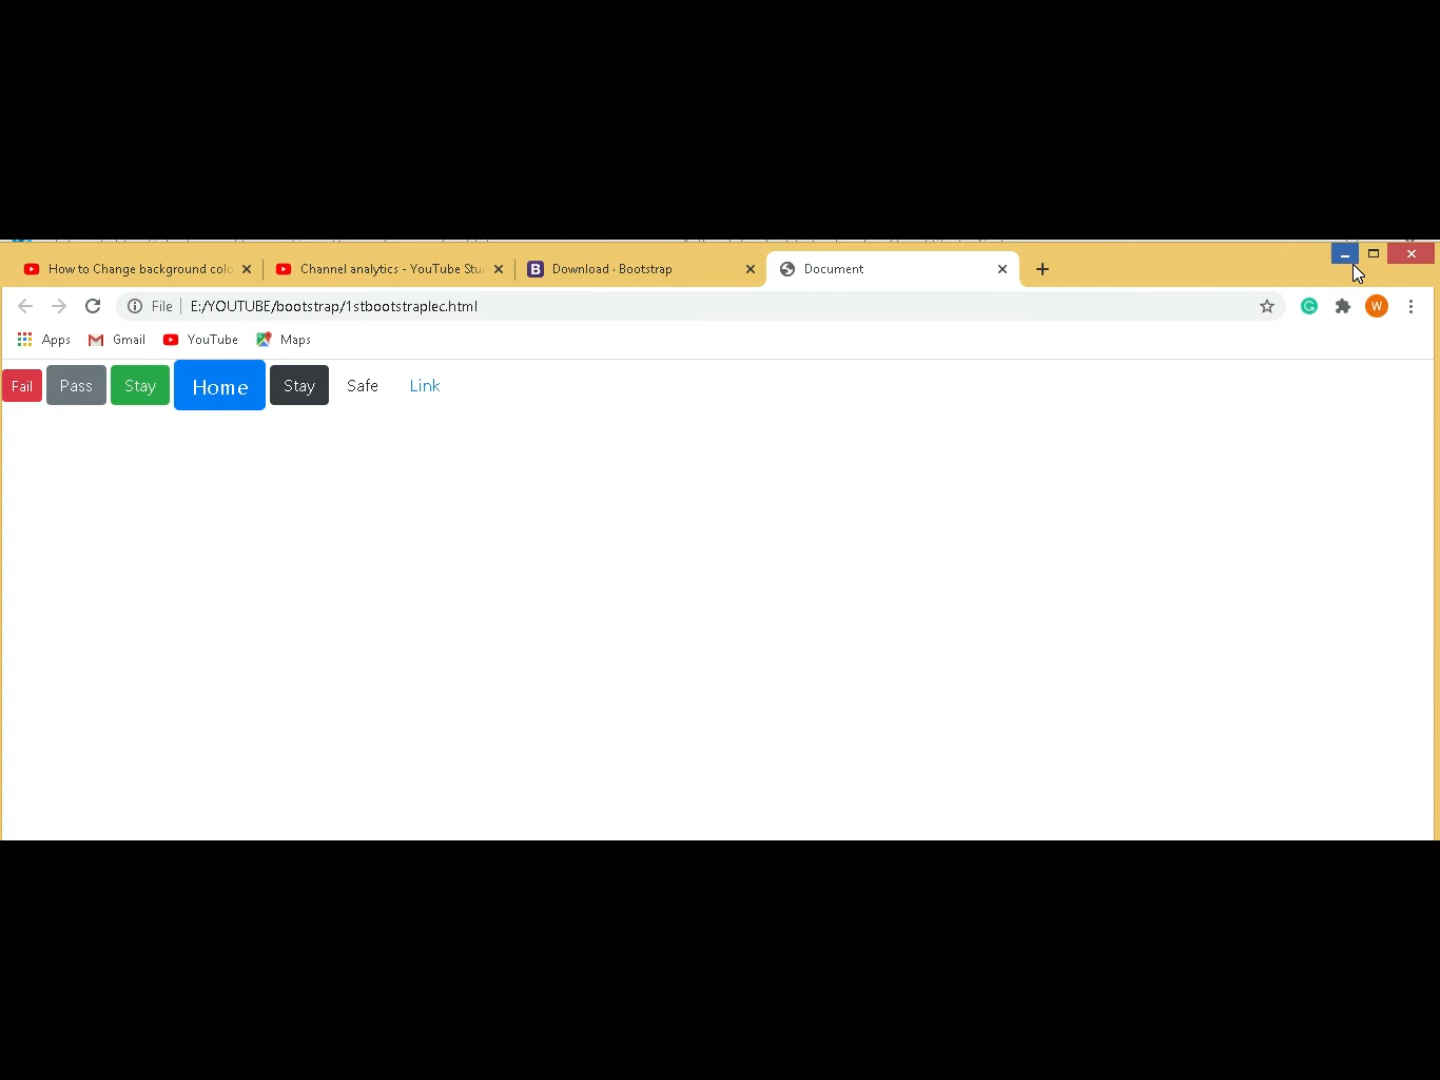 How to Change background colo
Channel analytics - YouTube Stu
B Download · Bootstrap
Document
File E:/YOUTUBE/bootstrap/1stbootstraplec.html
G
W
Apps Gmail YouTube Maps
Fail Pass Stay Home Stay Safe Link